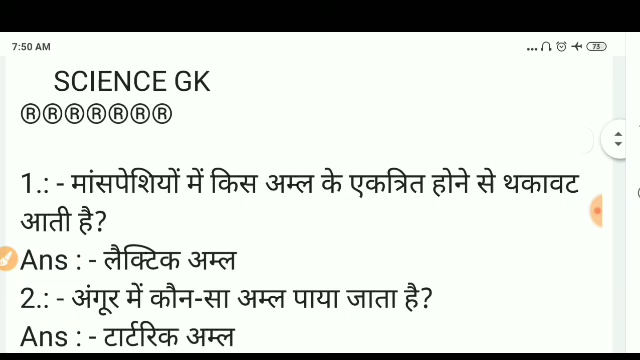 7:50 AM
... 73
SCIENCE GK
®®®®®®®
1.: - मांसपेशियों में किस अम्ल के एकत्रित होने से थकावट
आती है?
Ans : - लैक्टिक अम्ल
2.: - अंगूर में कौन-सा अम्ल पाया जाता है?
Ans : - टार्टरिक अम्ल